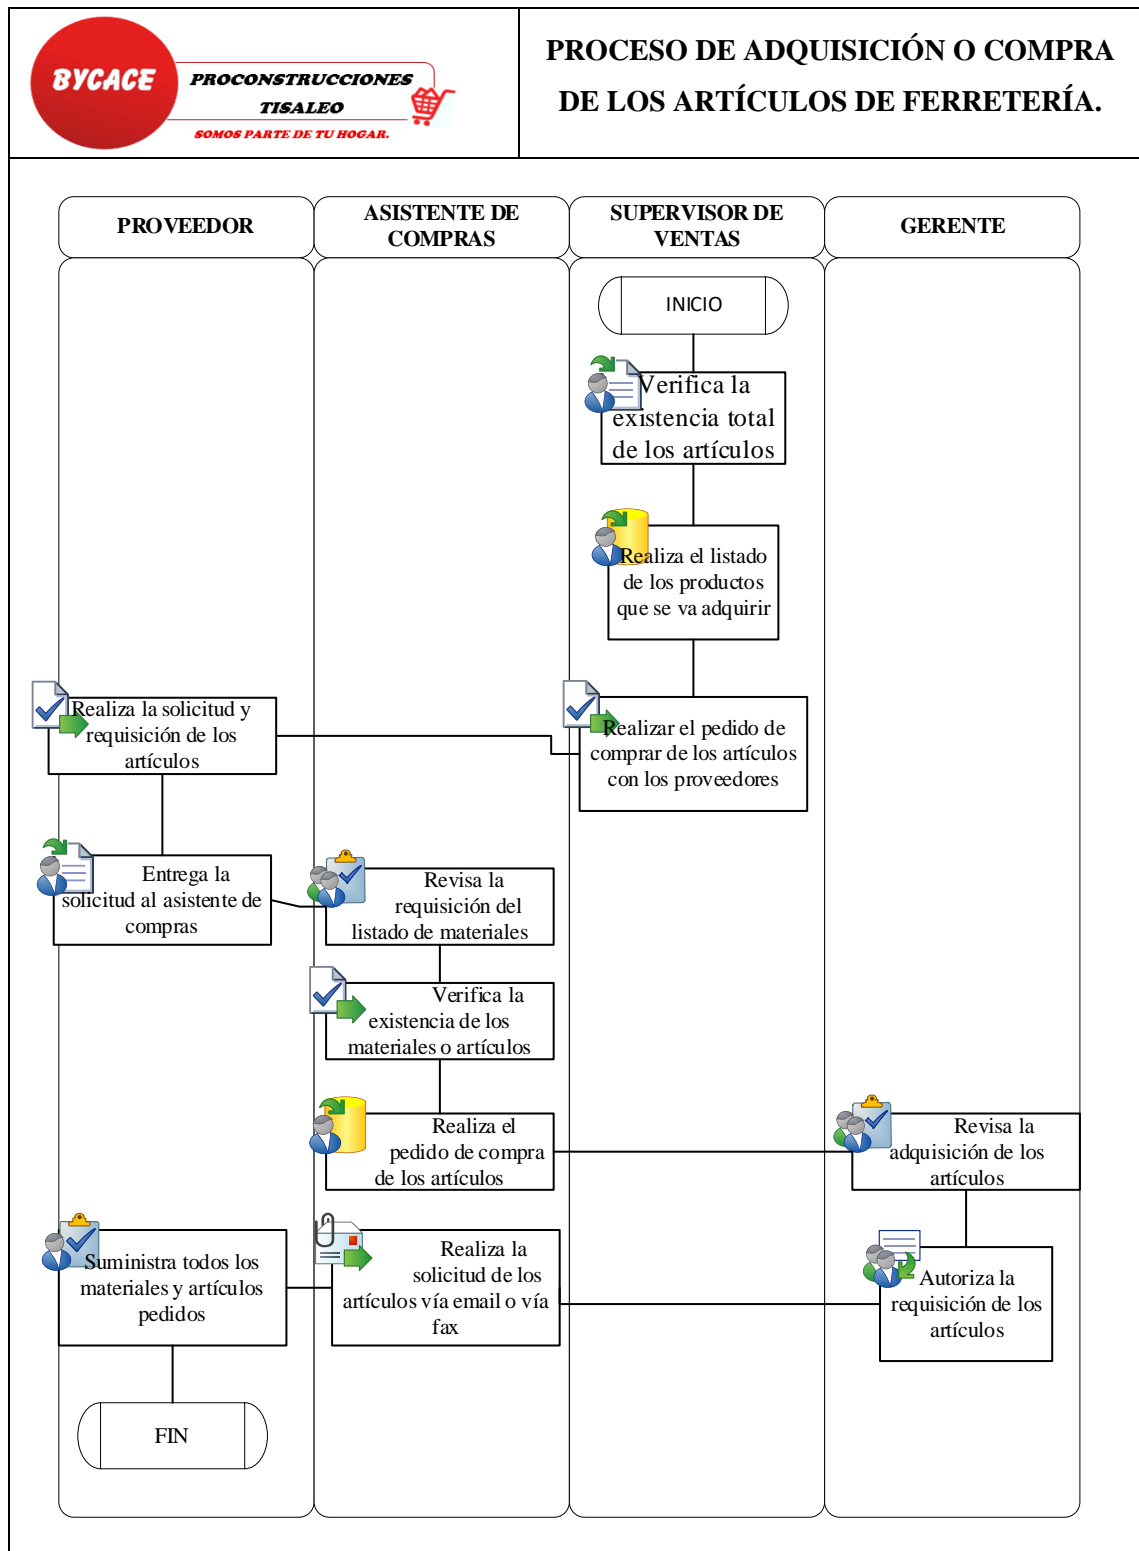 BYCACE
PROCONSTRUCCIONES
TISALEO
SOMOS PARTE DE TU HOGAR.
PROCESO DE ADQUISICIÓN O COMPRA
DE LOS ARTÍCULOS DE FERRETERÍA.
PROVEEDOR
ASISTENTE DE
COMPRAS
SUPERVISOR DE
VENTAS
GERENTE
INICIO
Verifica la
existencia total
de los artículos
Realiza el listado
de los productos
que se va adquirir
Realizar el pedido de
comprar de los artículos
con los proveedores
Realiza la solicitud y
requisición de los
artículos
Entrega la
solicitud al asistente de
compras
Revisa la
requisición del
listado de materiales
Verifica la
existencia de los
materiales o artículos
Realiza el
pedido de compra
de los artículos
Revisa la
adquisición de los
artículos
Autoriza la
requisición de los
artículos
Realiza la
solicitud de los
artículos vía email o vía
fax
Suministra todos los
materiales y artículos
pedidos
FIN